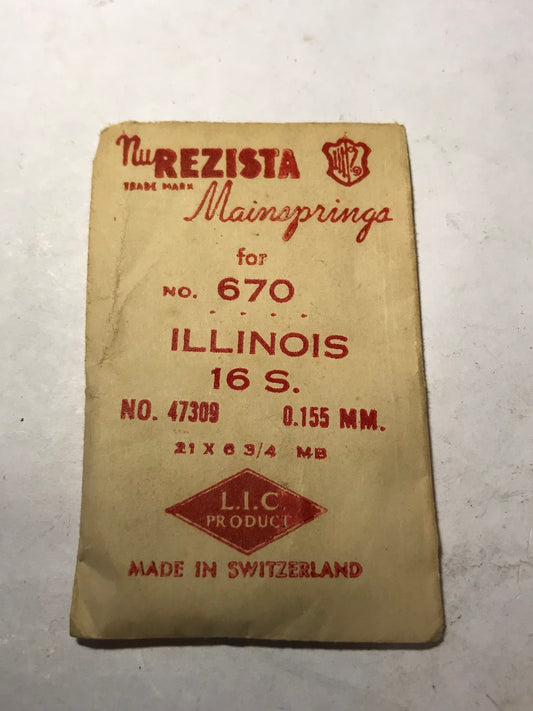 Nu REZISTA
TRADE MARK
Mainsprings
for
NO. 670
ILLINOIS
16 S.
NO. 47309 0.155 MM.
21 X 6 3/4 MB
L.I.C.
PRODUCT
MADE IN SWITZERLAND